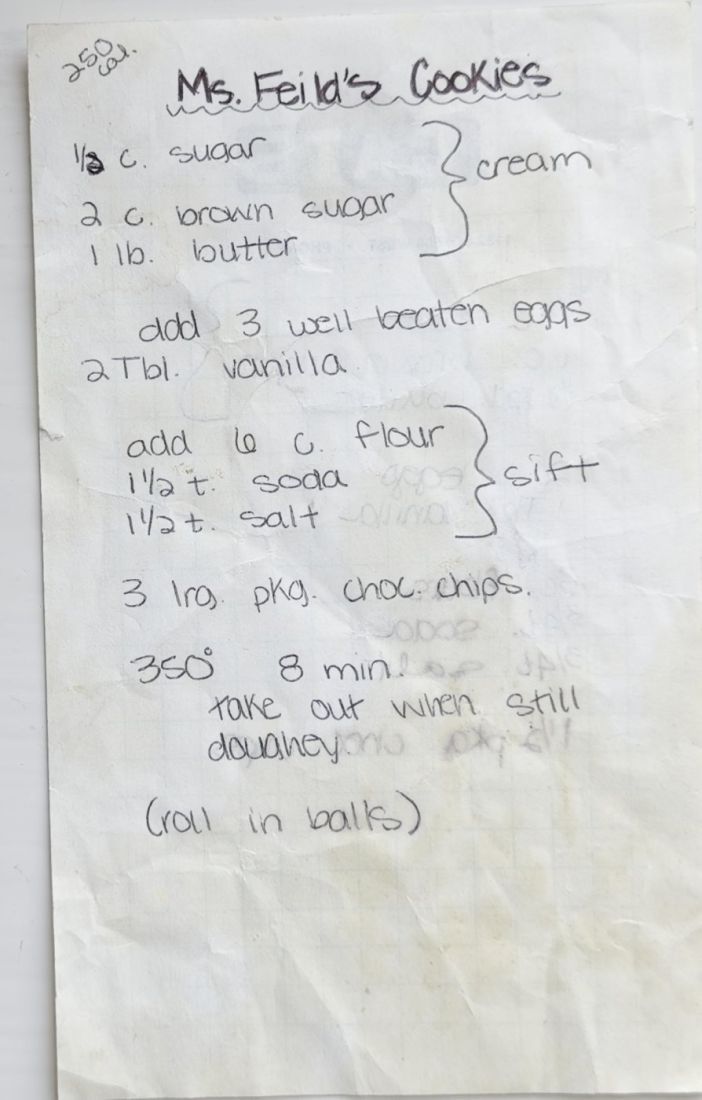 250
cal.
Ms. Feild's Cookies
1/2 c. sugar
cream
2 c. brown sugar
1 lb. butter
add 3 well beaten eggs
2 Tbl. vanilla
add 6 c. flour
1 1/2 t. soda
sift
1 1/2 t. salt
3 lrg. pkg. choc. chips.
350° 8 min.
take out when still
doughey
(roll in balls)